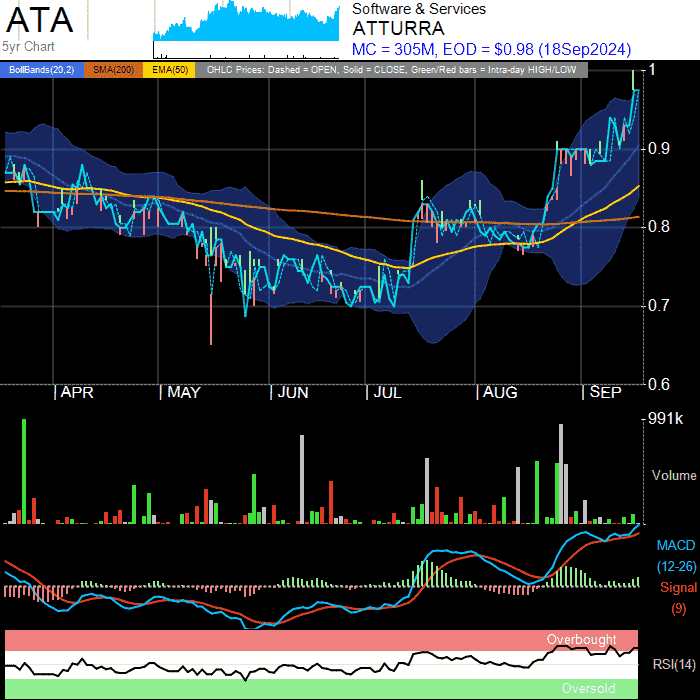 ATA
5yr Chart
Software & Services
ATTURRA
MC = 305M, EOD = $0.98 (18Sep2024)
BollBands(20,2) SMA(200) EMA(50) OHLC Prices: Dashed = OPEN, Solid = CLOSE, Green/Red bars = Intra-day HIGH/LOW
1
0.9
0.8
0.7
0.6
APR MAY JUN JUL AUG SEP
991k
Volume
MACD
(12-26)
Signal
(9)
Overbought
RSI(14)
Oversold